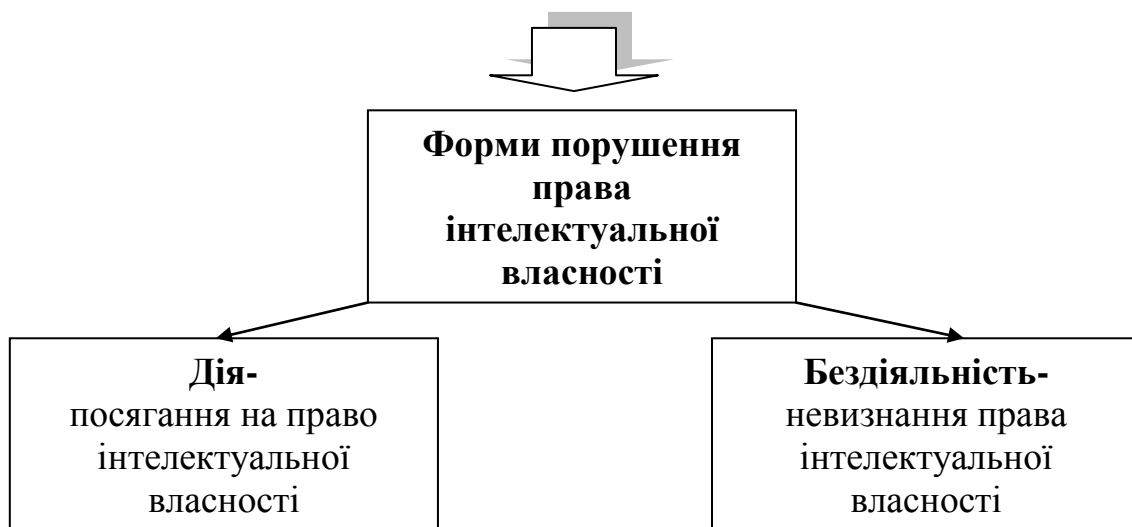 Форми порушення
права
інтелектуальної
власності
Дія-
посягання на право
інтелектуальної
власності
Бездіяльність-
невизнання права
інтелектуальної
власності